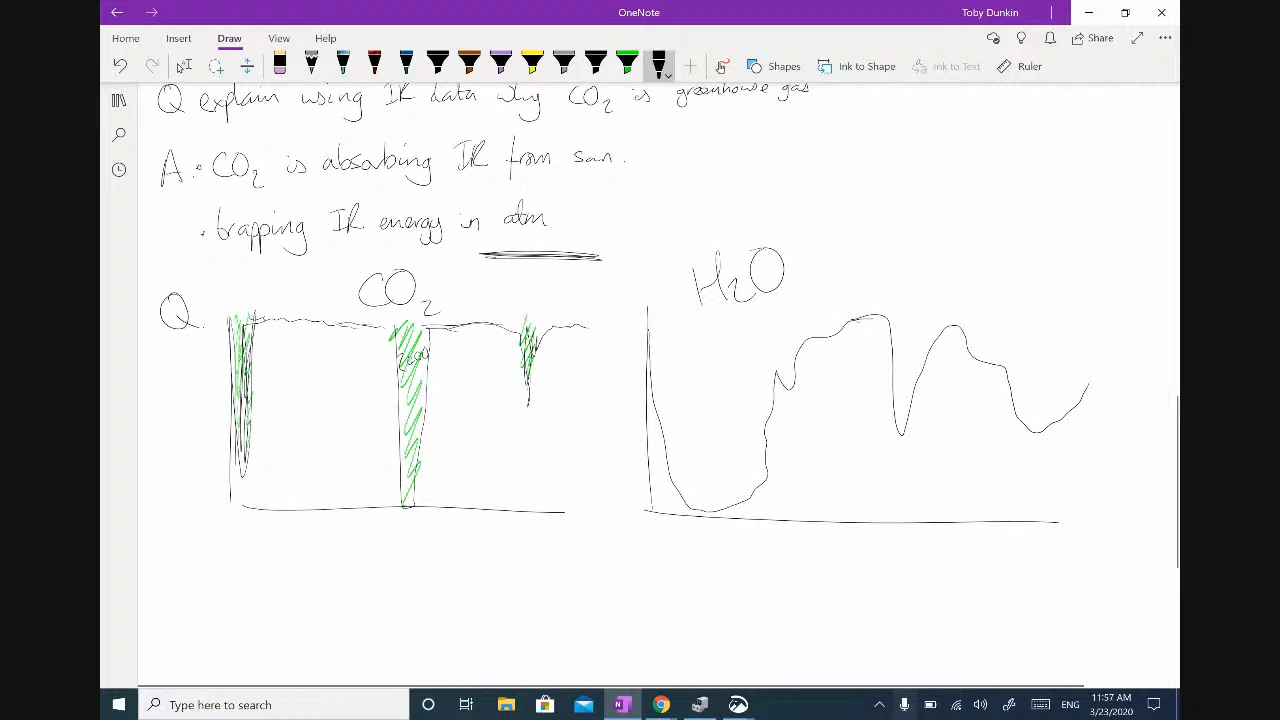 OneNote
Toby Dunkin
Home Insert Draw View Help Share
Shapes Ink to Shape Ink to Text Ruler
Q explain using IR data why CO2 is greenhouse gas
A. CO2 is absorbing IR from sun.
. trapping IR energy in atm
CO2
H2O
Q
Type here to search
ENG
11:57 AM
3/23/2020